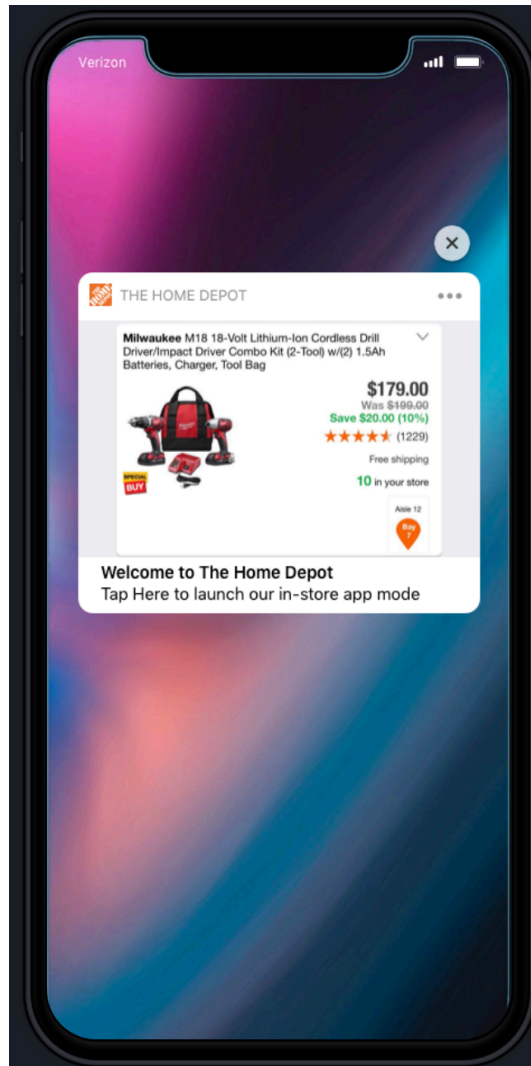 Verizon
THE HOME DEPOT
Milwaukee M18 18-Volt Lithium-Ion Cordless Drill
Driver/Impact Driver Combo Kit (2-Tool) w/(2) 1.5Ah
Batteries, Charger, Tool Bag
$179.00
Was $199.00
Save $20.00 (10%)
(1229)
Free shipping
SPECIAL
BUY
10 in your store
Aisle 12
Bay
7
Welcome to The Home Depot
Tap Here to launch our in-store app mode